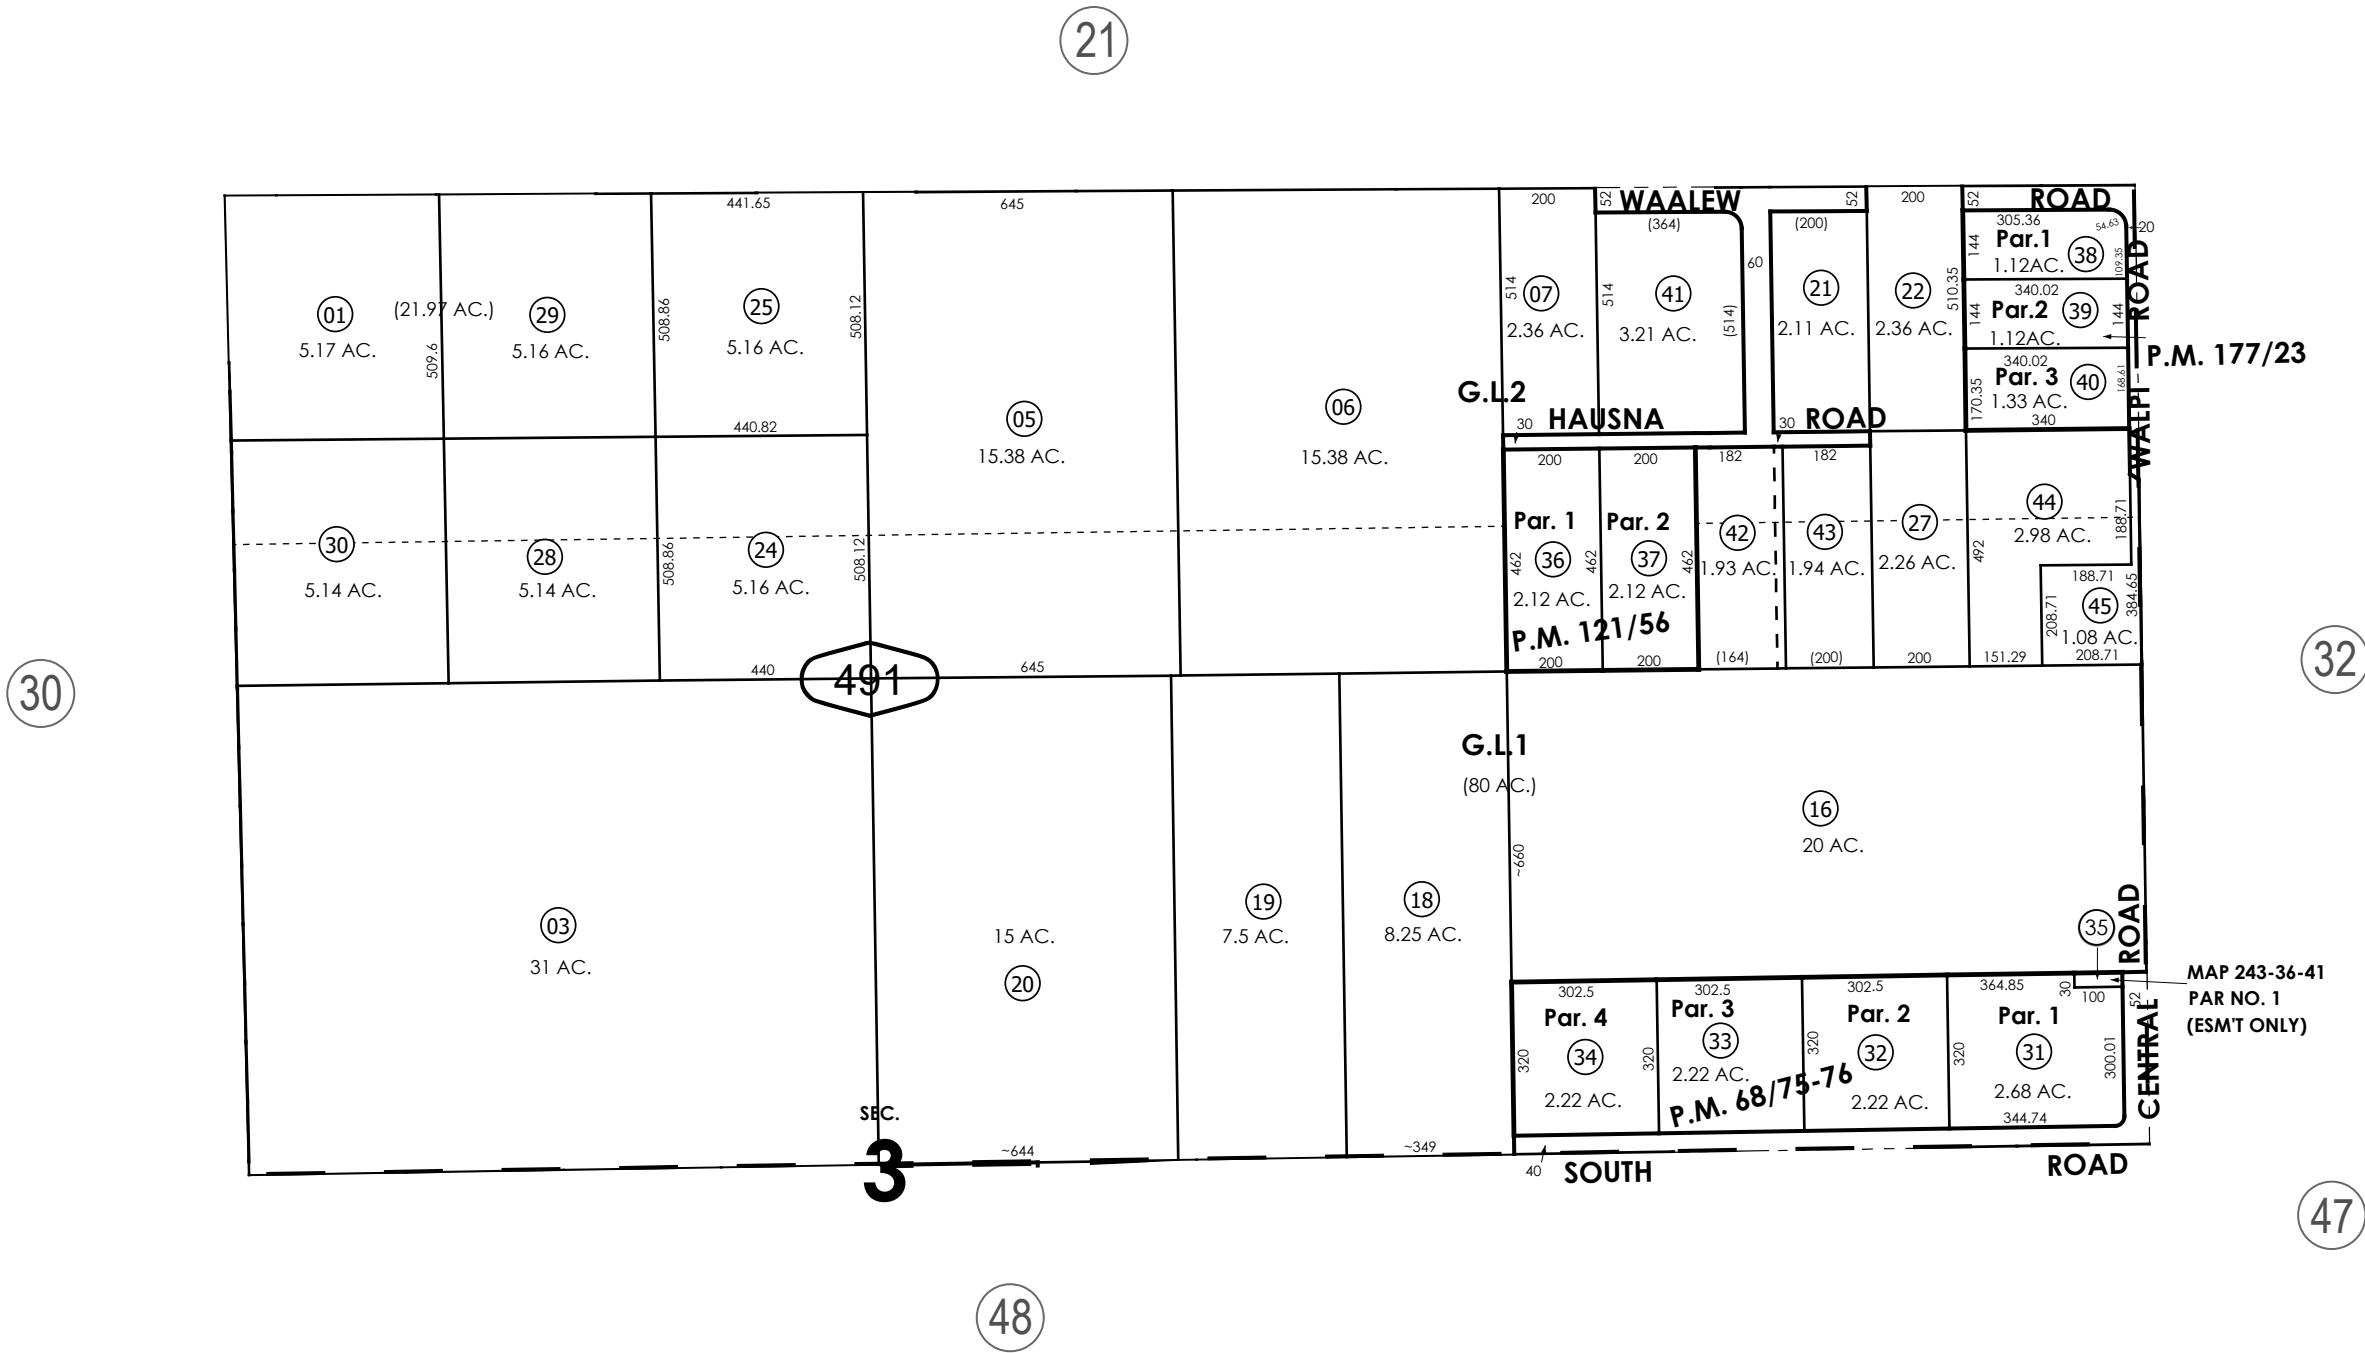 21
WAALEW
ROAD
441.65
645
200
52
(364)
52
(200)
200
52
305.36
54.63
20
144
Par.1
38
1.12AC.
109.35
ROAD
60
01
(21.97 AC.)
29
25
508.86
508.12
5.17 AC.
5.16 AC.
5.16 AC.
509.6
514
07
2.36 AC.
514
41
3.21 AC.
(514)
21
2.11 AC.
22
2.36 AC.
510.35
340.02
Par.2
39
144
144
1.12AC.
P.M. 177/23
340.02
Par. 3
40
168.61
1.33 AC.
170.35
340
WALPI
G.L.2
05
15.38 AC.
06
15.38 AC.
440.82
30
HAUSNA
30
ROAD
200
200
182
182
30
5.14 AC.
28
5.14 AC.
508.86
24
5.16 AC.
508.12
Par. 1
36
462
2.12 AC.
462
Par. 2
37
462
2.12 AC.
P.M. 121/56
42
1.93 AC.
43
1.94 AC.
27
2.26 AC.
492
44
2.98 AC.
188.71
188.71
45
384.65
208.71
1.08 AC.
440
645
200
200
(164)
(200)
200
151.29
208.71
491
30
32
G.L.1
(80 AC.)
16
20 AC.
~660
03
31 AC.
15 AC.
20
19
7.5 AC.
18
8.25 AC.
35
ROAD
MAP 243-36-41
PAR NO. 1
(ESM'T ONLY)
302.5
302.5
302.5
364.85
30
100
52
Par. 4
34
320
320
2.22 AC.
Par. 3
33
2.22 AC.
320
Par. 2
32
2.22 AC.
320
Par. 1
31
2.68 AC.
300.01
344.74
P.M. 68/75-76
CENTRAL
SEC.
3
~644
~349
40
SOUTH
ROAD
47
48